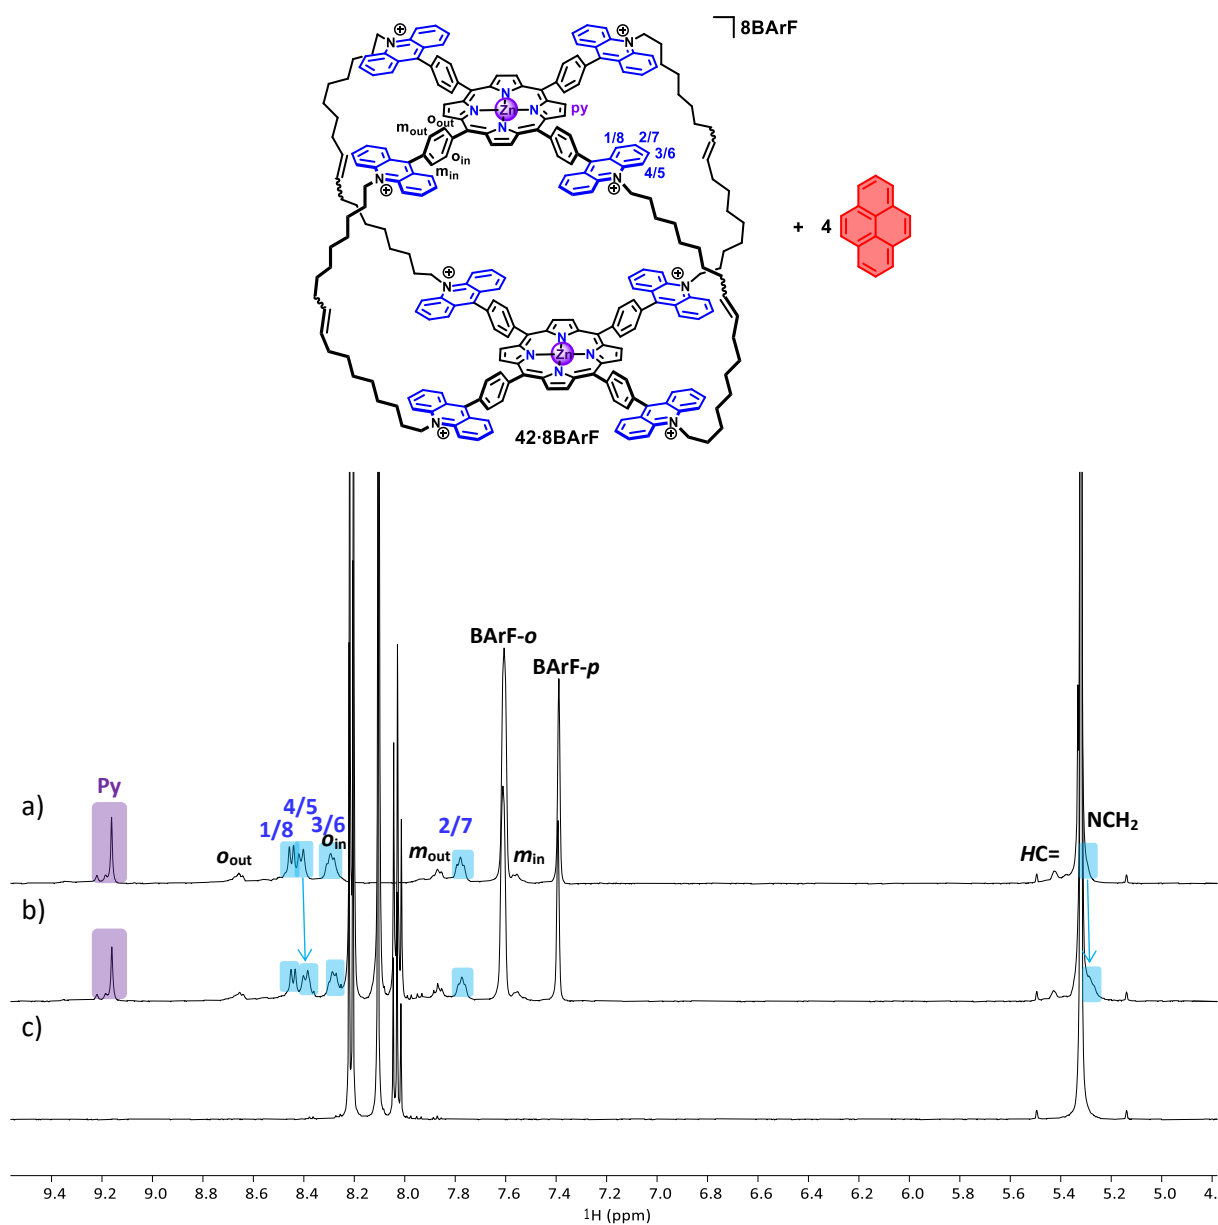 8BArF
N N
⊕ ⊕
N
N Zn N
N
py
o_out
m_out
o_in
m_in
1/8 2/7
3/6
4/5
N N
⊕ ⊕
+ 4
⊕ ⊕
N N
N
N Zn N
N
N N
⊕ ⊕
42·8BArF
BArF-o
BArF-p
Py
a)
4/5
1/8 3/6
o_in
2/7
o_out
m_out
m_in
HC=
NCH₂
b)
c)
9.4 9.2 9.0 8.8 8.6 8.4 8.2 8.0 7.8 7.6 7.4 7.2 7.0 6.8 6.6 6.4 6.2 6.0 5.8 5.6 5.4 5.2 5.0 4.
¹H (ppm)